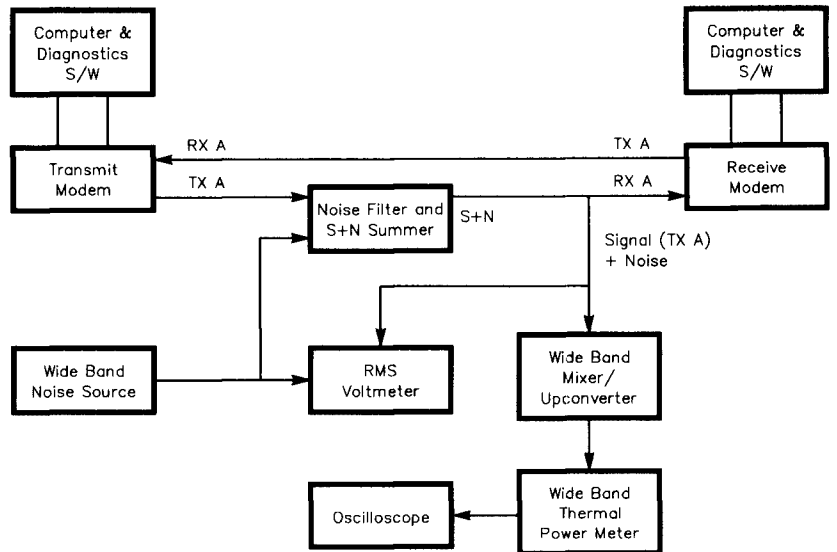 Computer &
Diagnostics
S/W
Computer &
Diagnostics
S/W
RX A
TX A
Transmit
Modem
Receive
Modem
TX A
RX A
Noise Filter and
S+N Summer
S+N
Signal (TX A)
+ Noise
Wide Band
Noise Source
RMS
Voltmeter
Wide Band
Mixer/
Upconverter
Oscilloscope
Wide Band
Thermal
Power Meter